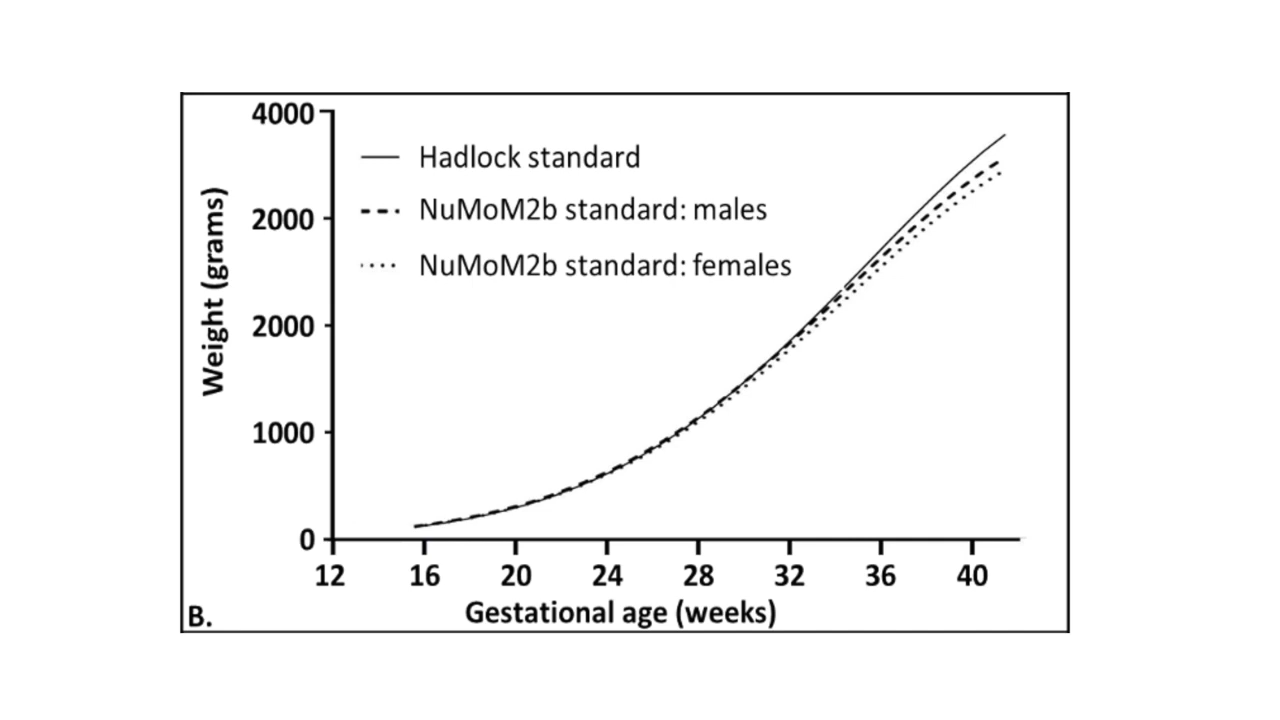 4000
Hadlock standard
2000
NuMoM2b standard: males
NuMoM2b standard: females
2000
1000
0
Weight (grams)
12 16 20 24 28 32 36 40
Gestational age (weeks)
B.